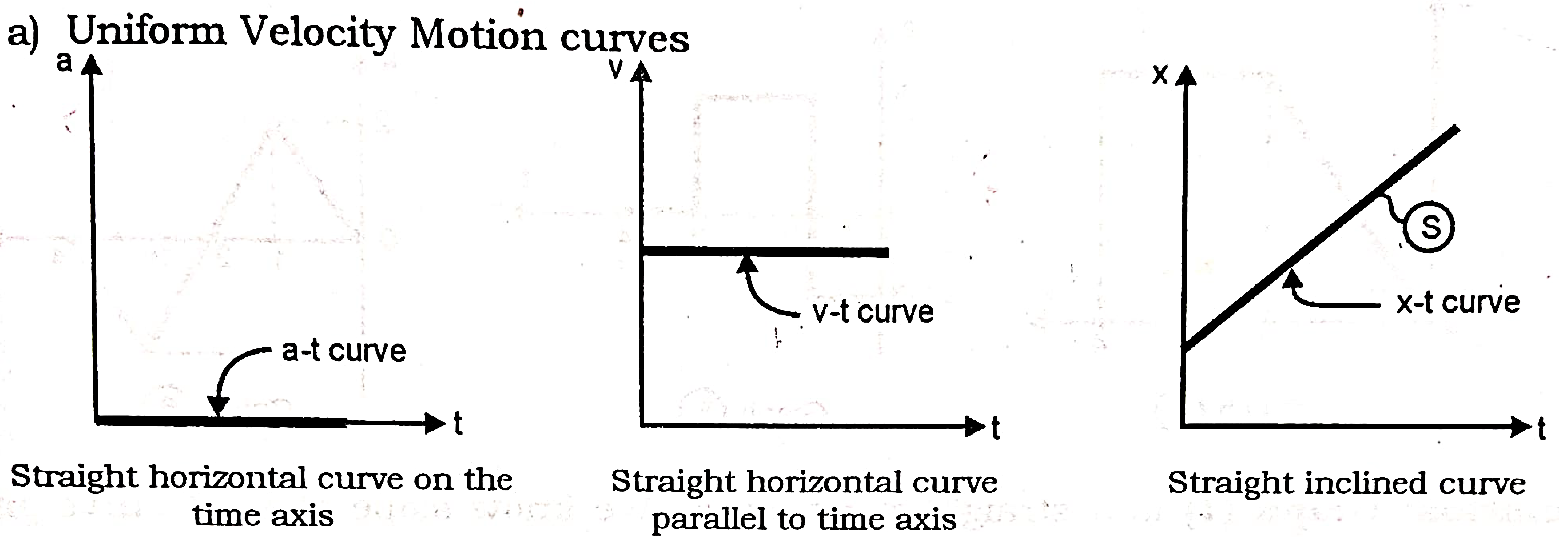 a) Uniform Velocity Motion curves
a
v
x
S
v-t curve
x-t curve
a-t curve
t
t
t
Straight horizontal curve on the
time axis
Straight horizontal curve
parallel to time axis
Straight inclined curve